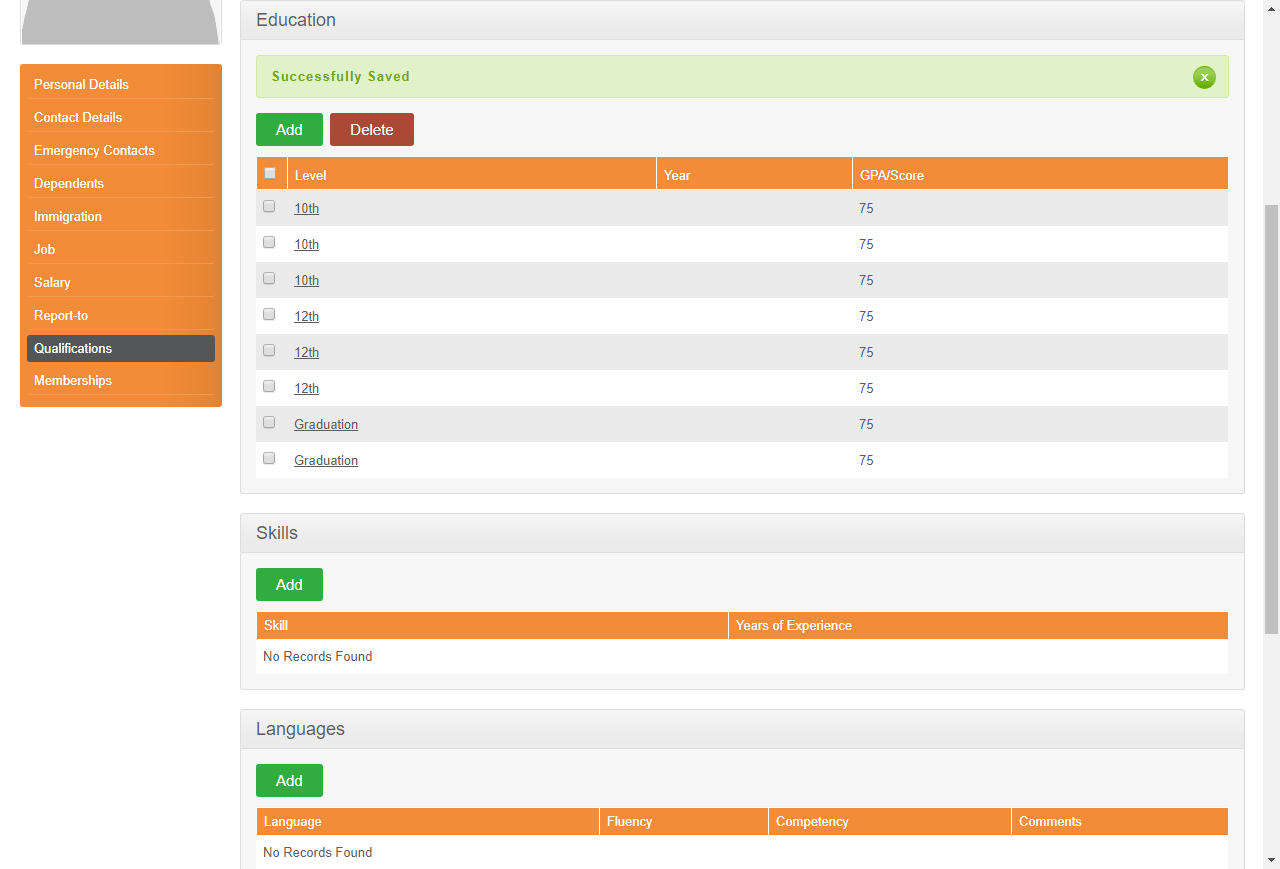 Education
Successfully Saved x
Personal Details
Contact Details
Emergency Contacts
Dependents
Immigration
Job
Salary
Report-to
Qualifications
Memberships
Add Delete
Level Year GPA/Score
10th 75
10th 75
10th 75
12th 75
12th 75
12th 75
Graduation 75
Graduation 75
Skills
Add
Skill Years of Experience
No Records Found
Languages
Add
Language Fluency Competency Comments
No Records Found